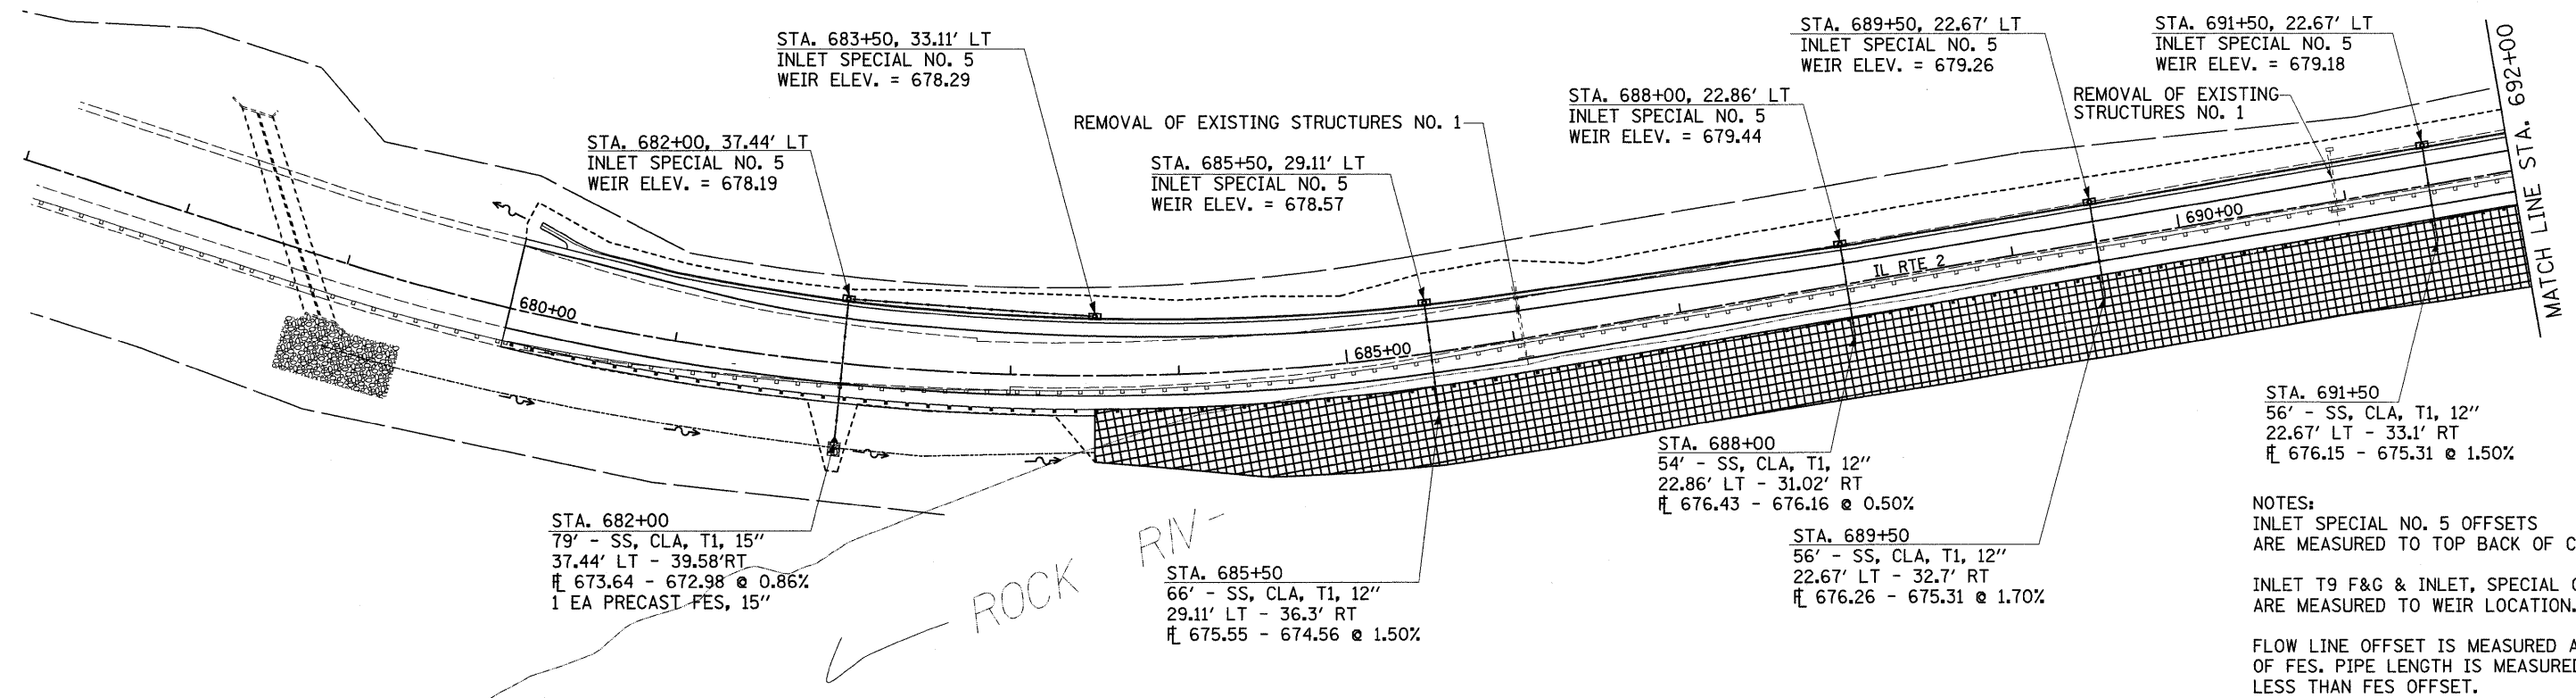 STA. 683+50, 33.11' LT
INLET SPECIAL NO. 5
WEIR ELEV. = 678.29
STA. 682+00, 37.44' LT
INLET SPECIAL NO. 5
WEIR ELEV. = 678.19
REMOVAL OF EXISTING STRUCTURES NO. 1
STA. 685+50, 29.11' LT
INLET SPECIAL NO. 5
WEIR ELEV. = 678.57
STA. 688+00, 22.86' LT
INLET SPECIAL NO. 5
WEIR ELEV. = 679.44
STA. 689+50, 22.67' LT
INLET SPECIAL NO. 5
WEIR ELEV. = 679.26
STA. 691+50, 22.67' LT
INLET SPECIAL NO. 5
WEIR ELEV. = 679.18
REMOVAL OF EXISTING
STRUCTURES NO. 1
MATCH LINE STA. 692+00
680+00
685+00
IL RTE 2
690+00
STA. 682+00
79' - SS, CLA, T1, 15"
37.44' LT - 39.58'RT
FL 673.64 - 672.98 @ 0.86%
1 EA PRECAST FES, 15"
ROCK RIV-
STA. 685+50
66' - SS, CLA, T1, 12"
29.11' LT - 36.3' RT
FL 675.55 - 674.56 @ 1.50%
STA. 688+00
54' - SS, CLA, T1, 12"
22.86' LT - 31.02' RT
FL 676.43 - 676.16 @ 0.50%
STA. 689+50
56' - SS, CLA, T1, 12"
22.67' LT - 32.7' RT
FL 676.26 - 675.31 @ 1.70%
STA. 691+50
56' - SS, CLA, T1, 12"
22.67' LT - 33.1' RT
FL 676.15 - 675.31 @ 1.50%
NOTES:
INLET SPECIAL NO. 5 OFFSETS
ARE MEASURED TO TOP BACK OF C
INLET T9 F&G & INLET, SPECIAL
ARE MEASURED TO WEIR LOCATION.
FLOW LINE OFFSET IS MEASURED A
OF FES. PIPE LENGTH IS MEASURED
LESS THAN FES OFFSET.